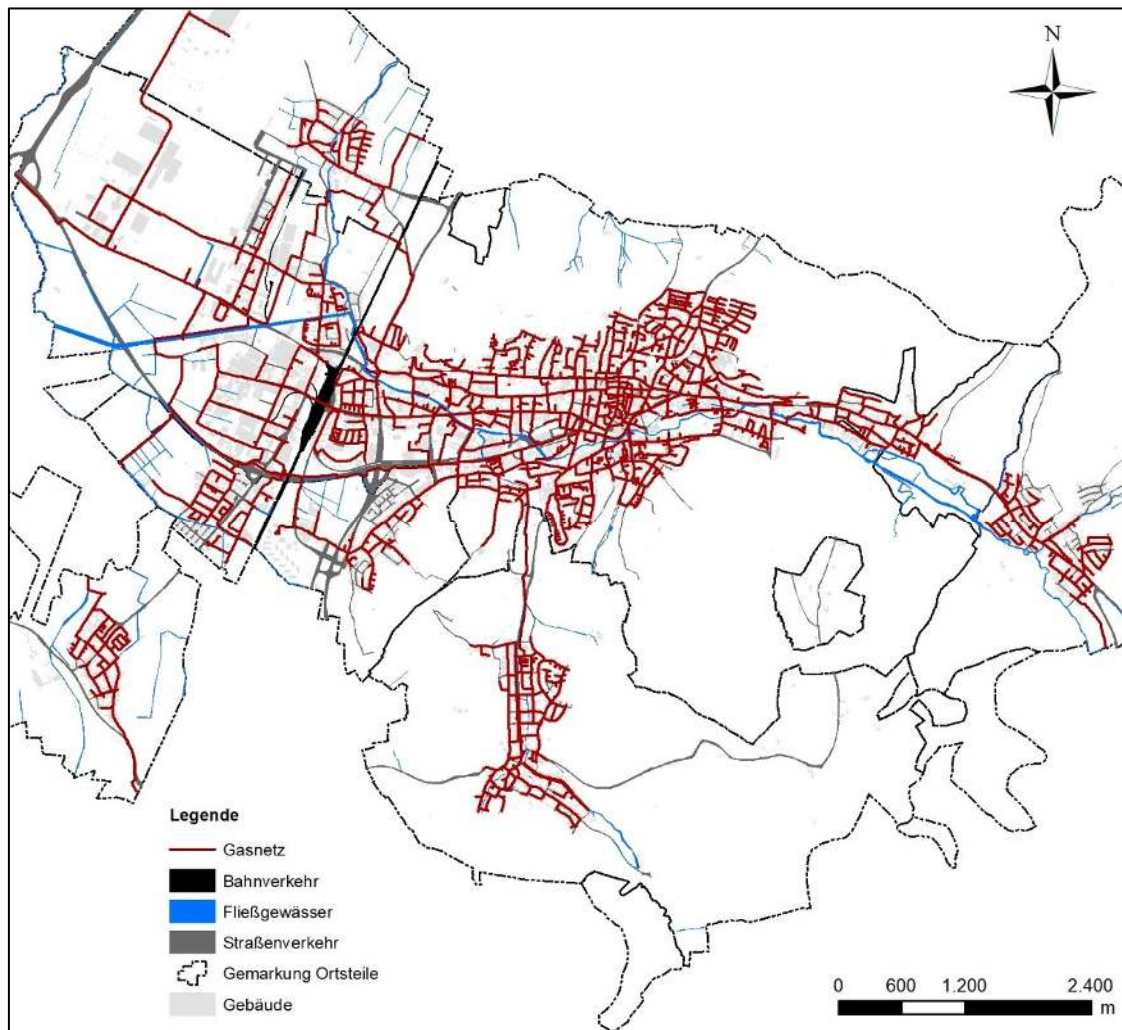 N
Legende
Gasnetz
Bahnverkehr
Fließgewässer
Straßenverkehr
Gemarkung Ortsteile
Gebäude
0 600 1.200 2.400
m